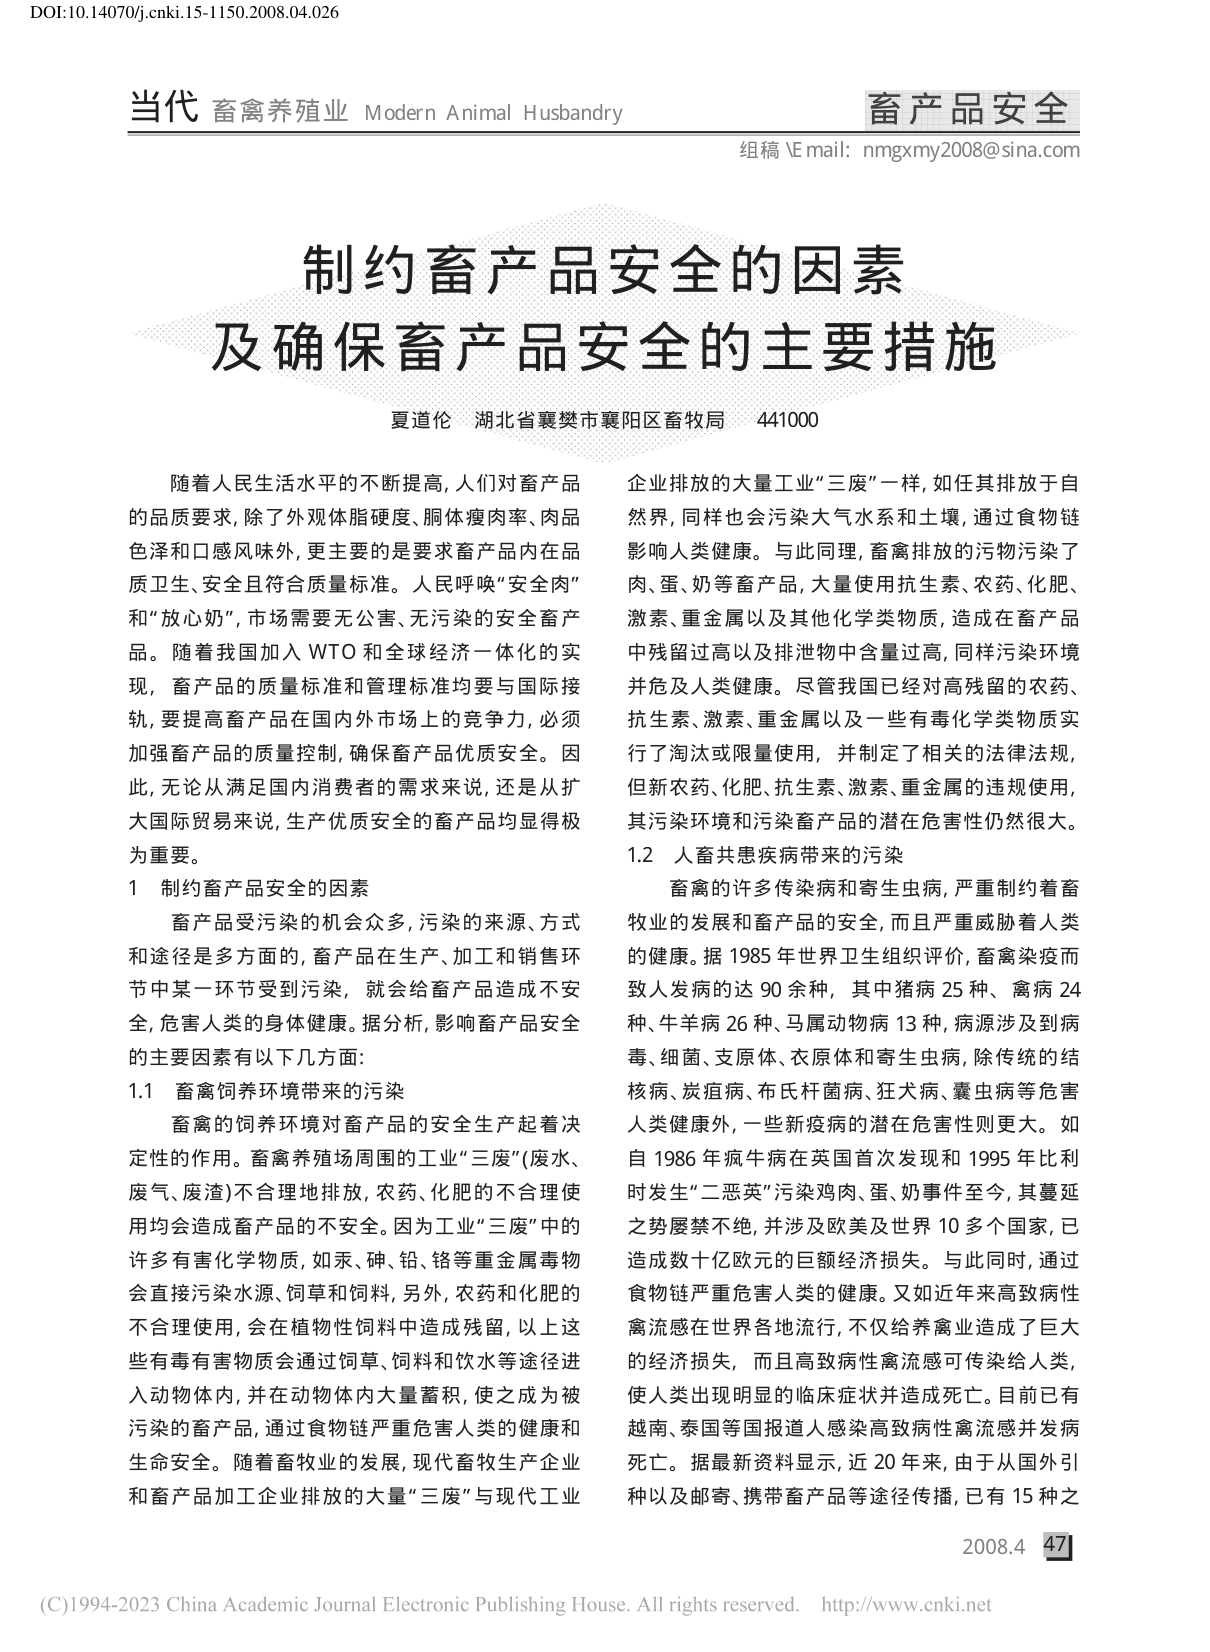 DOI:10.14070/j.cnki.15-1150.2008.04.026
当代 畜禽养殖业 Modern Animal Husbandry
畜产品安全
组稿\Email: nmgxmy2008@sina.com
制约畜产品安全的因素
及确保畜产品安全的主要措施
夏道伦 湖北省襄樊市襄阳区畜牧局 441000
随着人民生活水平的不断提高,人们对畜产品
的品质要求,除了外观体脂硬度、胴体瘦肉率、肉品
色泽和口感风味外,更主要的是要求畜产品内在品
质卫生、安全且符合质量标准。人民呼唤“安全肉”
和“放心奶”,市场需要无公害、无污染的安全畜产
品。随着我国加入 WTO 和全球经济一体化的实
现,畜产品的质量标准和管理标准均要与国际接
轨,要提高畜产品在国内外市场上的竞争力,必须
加强畜产品的质量控制,确保畜产品优质安全。因
此,无论从满足国内消费者的需求来说,还是从扩
大国际贸易来说,生产优质安全的畜产品均显得极
为重要。
1 制约畜产品安全的因素
畜产品受污染的机会众多,污染的来源、方式
和途径是多方面的,畜产品在生产、加工和销售环
节中某一环节受到污染,就会给畜产品造成不安
全,危害人类的身体健康。据分析,影响畜产品安全
的主要因素有以下几方面:
1.1 畜禽饲养环境带来的污染
畜禽的饲养环境对畜产品的安全生产起着决
定性的作用。畜禽养殖场周围的工业“三废”(废水、
废气、废渣)不合理地排放,农药、化肥的不合理使
用均会造成畜产品的不安全。因为工业“三废”中的
许多有害化学物质,如汞、砷、铅、铬等重金属毒物
会直接污染水源、饲草和饲料,另外,农药和化肥的
不合理使用,会在植物性饲料中造成残留,以上这
些有毒有害物质会通过饲草、饲料和饮水等途径进
入动物体内,并在动物体内大量蓄积,使之成为被
污染的畜产品,通过食物链严重危害人类的健康和
生命安全。随着畜牧业的发展,现代畜牧生产企业
和畜产品加工企业排放的大量“三废”与现代工业
企业排放的大量工业“三废”一样,如任其排放于自
然界,同样也会污染大气水系和土壤,通过食物链
影响人类健康。与此同理,畜禽排放的污物污染了
肉、蛋、奶等畜产品,大量使用抗生素、农药、化肥、
激素、重金属以及其他化学类物质,造成在畜产品
中残留过高以及排泄物中含量过高,同样污染环境
并危及人类健康。尽管我国已经对高残留的农药、
抗生素、激素、重金属以及一些有毒化学类物质实
行了淘汰或限量使用,并制定了相关的法律法规,
但新农药、化肥、抗生素、激素、重金属的违规使用,
其污染环境和污染畜产品的潜在危害性仍然很大。
1.2 人畜共患疾病带来的污染
畜禽的许多传染病和寄生虫病,严重制约着畜
牧业的发展和畜产品的安全,而且严重威胁着人类
的健康。据 1985 年世界卫生组织评价,畜禽染疫而
致人发病的达 90 余种,其中猪病 25 种、禽病 24
种、牛羊病 26 种、马属动物病 13 种,病源涉及到病
毒、细菌、支原体、衣原体和寄生虫病,除传统的结
核病、炭疽病、布氏杆菌病、狂犬病、囊虫病等危害
人类健康外,一些新疫病的潜在危害性则更大。如
自 1986 年疯牛病在英国首次发现和 1995 年比利
时发生“二恶英”污染鸡肉、蛋、奶事件至今,其蔓延
之势屡禁不绝,并涉及欧美及世界 10 多个国家,已
造成数十亿欧元的巨额经济损失。与此同时,通过
食物链严重危害人类的健康。又如近年来高致病性
禽流感在世界各地流行,不仅给养禽业造成了巨大
的经济损失,而且高致病性禽流感可传染给人类,
使人类出现明显的临床症状并造成死亡。目前已有
越南、泰国等国报道人感染高致病性禽流感并发病
死亡。据最新资料显示,近 20 年来,由于从国外引
种以及邮寄、携带畜产品等途径传播,已有 15 种之
2008.4 47
(C)1994-2023 China Academic Journal Electronic Publishing House. All rights reserved. http://www.cnki.net